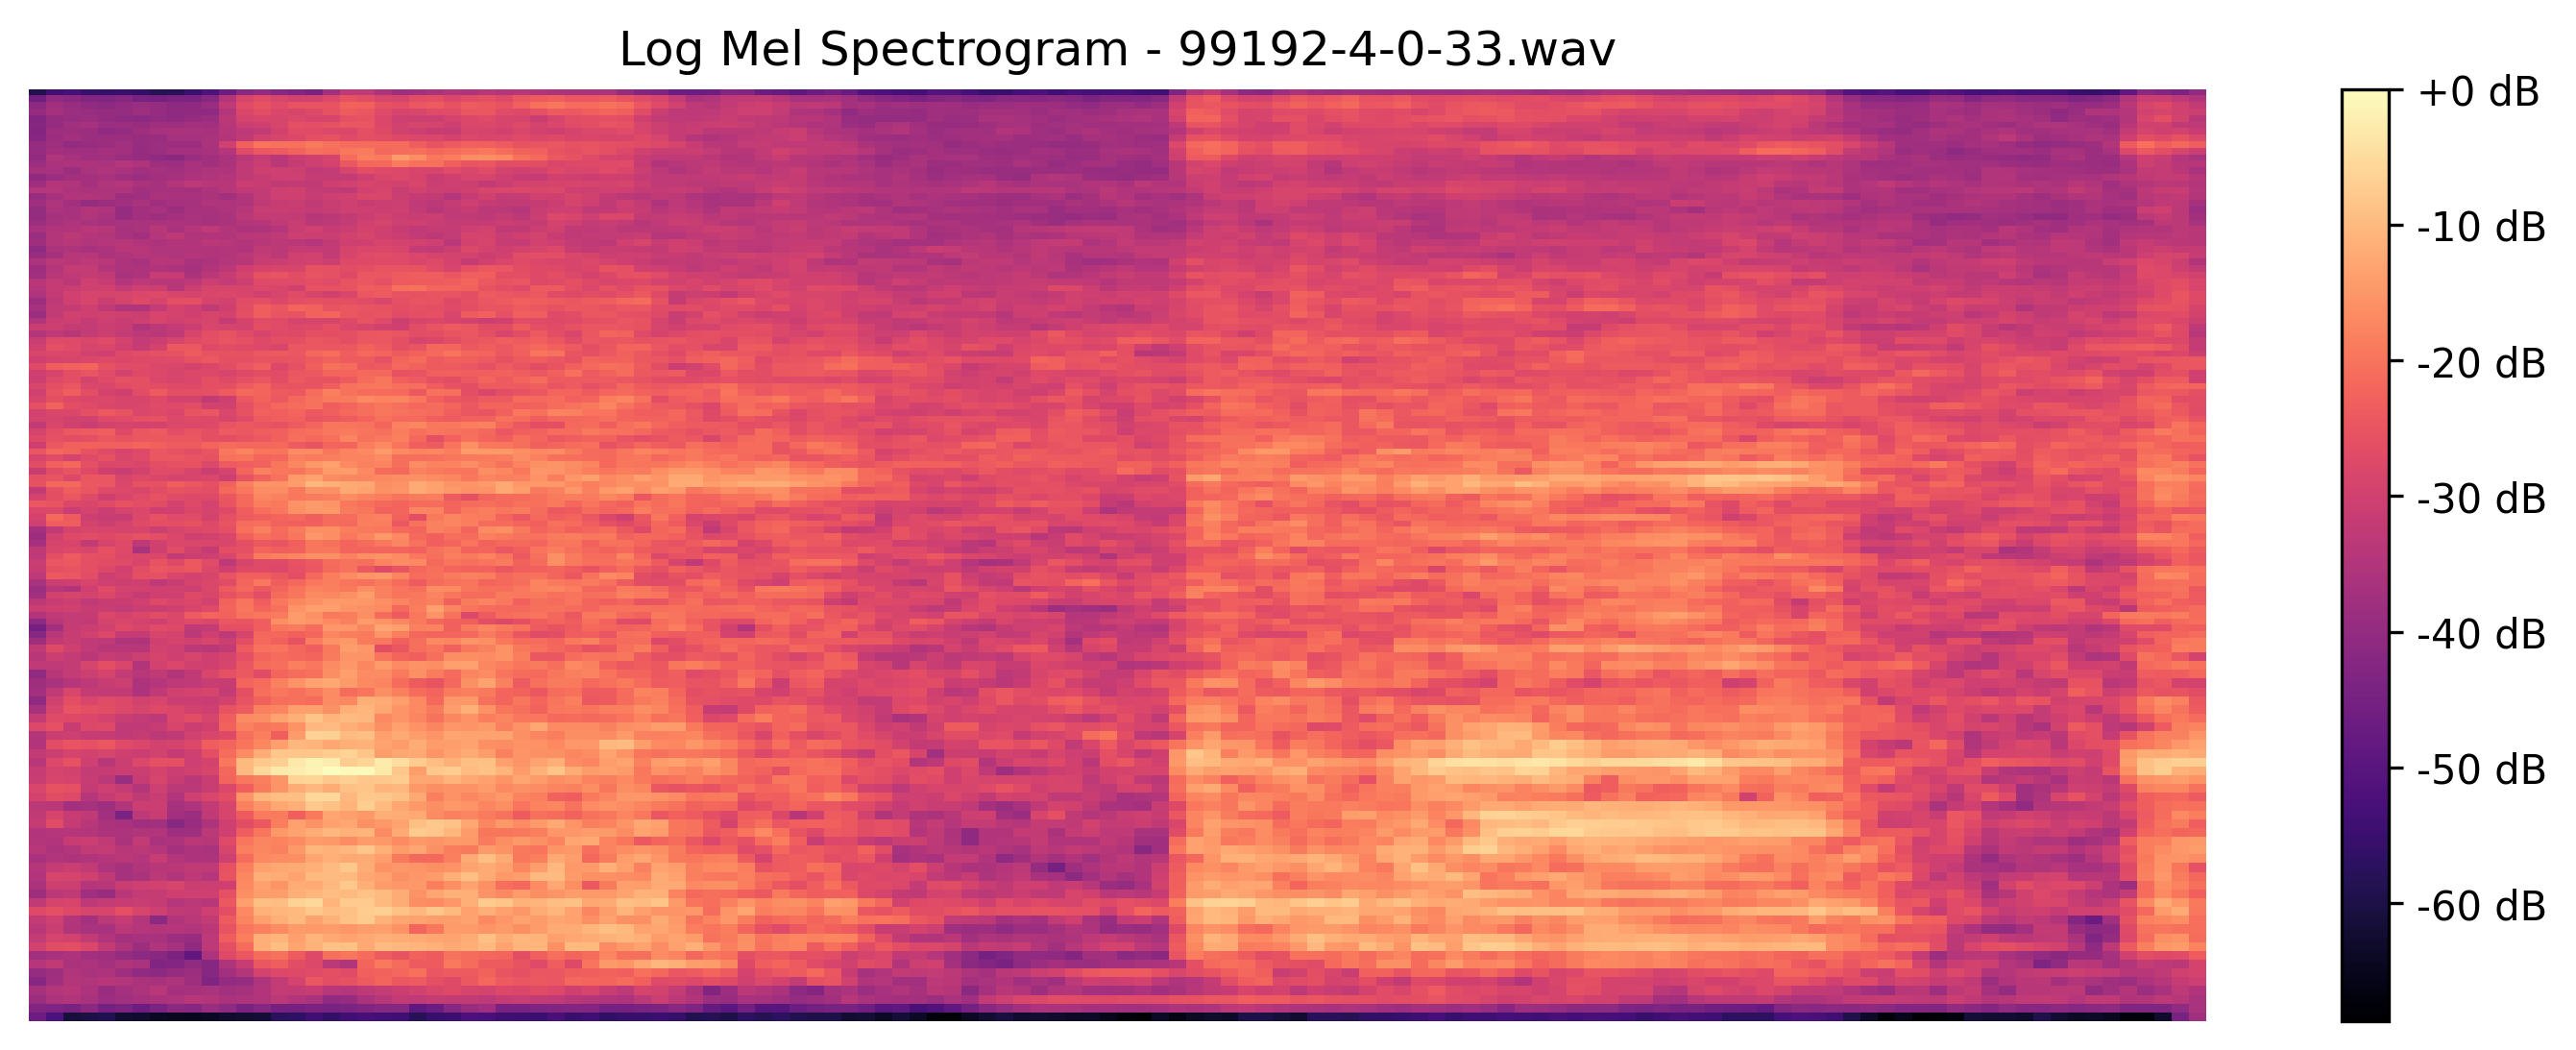 Log Mel Spectrogram - 99192-4-0-33.wav
+0 dB
-10 dB
-20 dB
-30 dB
-40 dB
-50 dB
-60 dB